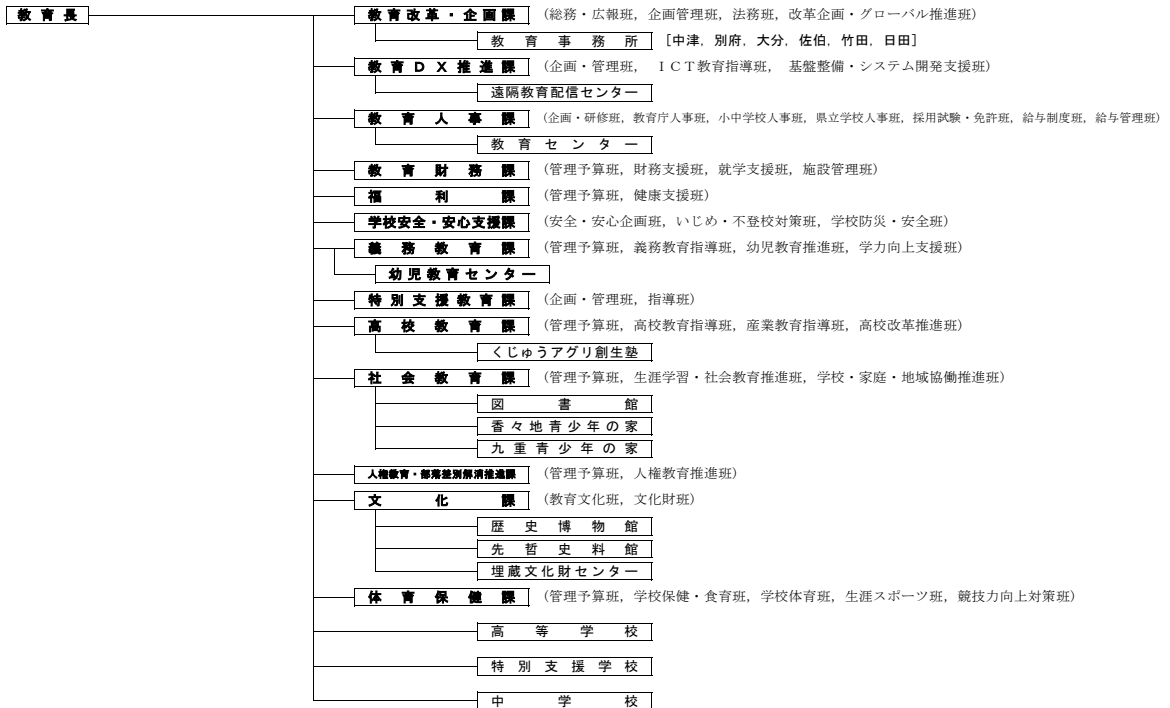 教育長
教育改革・企画課 (総務・広報班, 企画管理班, 法務班, 改革企画・グローバル推進班)
教育事務所 [中津, 別府, 大分, 佐伯, 竹田, 日田]
教育DX推進課 (企画・管理班, ICT教育指導班, 基盤整備・システム開発支援班)
遠隔教育配信センター
教育人事課 (企画・研修班, 教育庁人事班, 小中学校人事班, 県立学校人事班, 採用試験・免許班, 給与制度班, 給与管理班)
教育センター
教育財務課 (管理予算班, 財務支援班, 就学支援班, 施設管理班)
福利課 (管理予算班, 健康支援班)
学校安全・安心支援課 (安全・安心企画班, いじめ・不登校対策班, 学校防災・安全班)
義務教育課 (管理予算班, 義務教育指導班, 幼児教育推進班, 学力向上支援班)
幼児教育センター
特別支援教育課 (企画・管理班, 指導班)
高校教育課 (管理予算班, 高校教育指導班, 産業教育指導班, 高校改革推進班)
くじゅうアグリ創生塾
社会教育課 (管理予算班, 生涯学習・社会教育推進班, 学校・家庭・地域協働推進班)
図書館
香々地青少年の家
九重青少年の家
人権教育・部落差別解消推進課 (管理予算班, 人権教育推進班)
文化課 (教育文化班, 文化財班)
歴史博物館
先哲史料館
埋蔵文化財センター
体育保健課 (管理予算班, 学校保健・食育班, 学校体育班, 生涯スポーツ班, 競技力向上対策班)
高等学校
特別支援学校
中学校